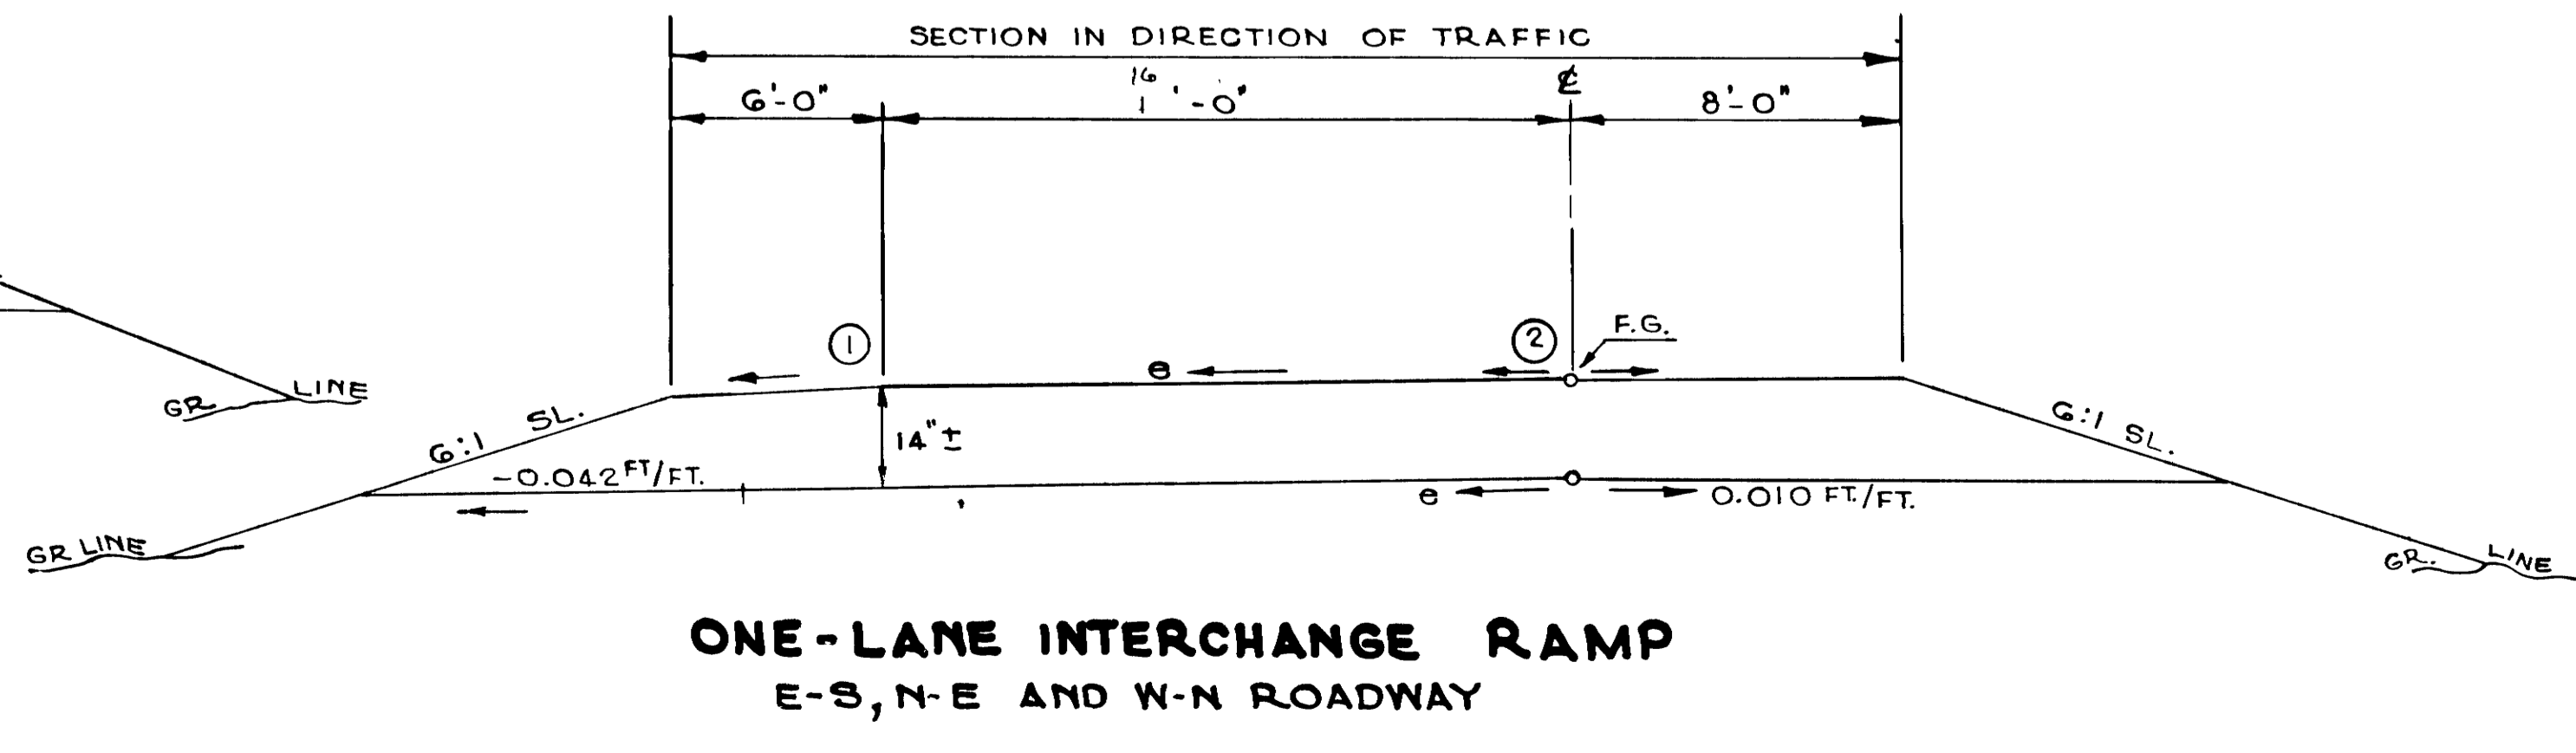 SECTION IN DIRECTION OF TRAFFIC
16
6'-0" 1 '-0" ℄ 8'-0"
1 2 F.G.
e
GR LINE
6:1 SL. 14"± 6:1 SL.
-0.042 FT/FT. e 0.010 FT./FT.
GR LINE GR. LINE
ONE-LANE INTERCHANGE RAMP
E-S, N-E AND W-N ROADWAY